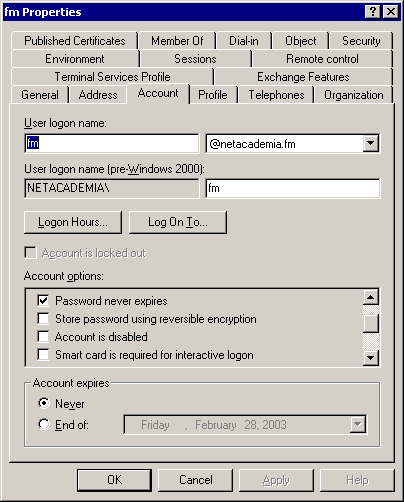 fm Properties
Published Certificates Member Of Dial-in Object Security
Environment Sessions Remote control
Terminal Services Profile Exchange Features
General Address Account Profile Telephones Organization
User logon name:
fm @netacademia.fm
User logon name (pre-Windows 2000):
NETACADEMIA\ fm
Logon Hours... Log On To...
Account is locked out
Account options:
Password never expires
Store password using reversible encryption
Account is disabled
Smart card is required for interactive logon
Account expires
Never
End of: Friday , February 28, 2003
OK Cancel Apply Help